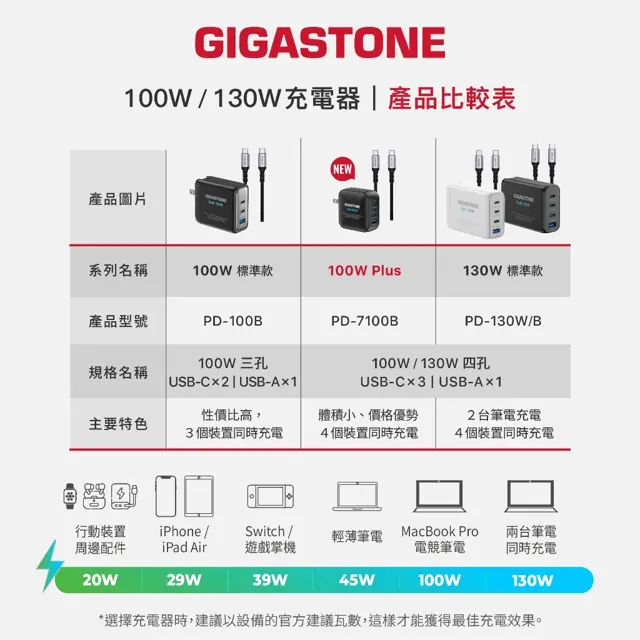 GIGASTONE
100W / 130W充電器｜產品比較表
產品圖片
NEW
GIGASTONE
系列名稱 100W 標準款 100W Plus 130W 標準款
產品型號 PD-100B PD-7100B PD-130W/B
規格名稱
100W 三孔
USB-C×2 | USB-A×1
100W / 130W 四孔
USB-C×3 | USB-A×1
主要特色
性價比高，
3個裝置同時充電
體積小、價格優勢
4個裝置同時充電
2台筆電充電
4個裝置同時充電
行動裝置
周邊配件
iPhone /
iPad Air
Switch /
遊戲掌機
輕薄筆電
MacBook Pro
電競筆電
兩台筆電
同時充電
20W 29W 39W 45W 100W 130W
*選擇充電器時，建議以設備的官方建議瓦數，這樣才能獲得最佳充電效果。